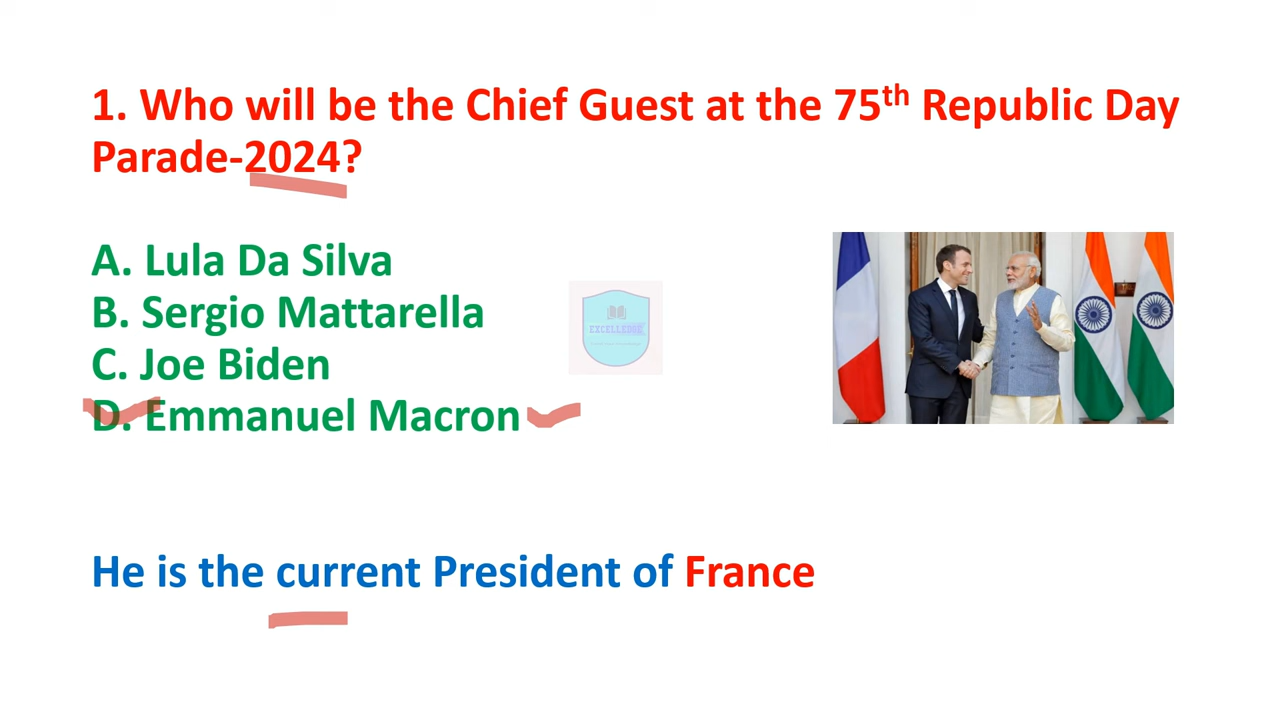 1. Who will be the Chief Guest at the 75th Republic Day
Parade-2024?
A. Lula Da Silva
B. Sergio Mattarella
C. Joe Biden
D. Emmanuel Macron
EXCELLENCE
He is the current President of France